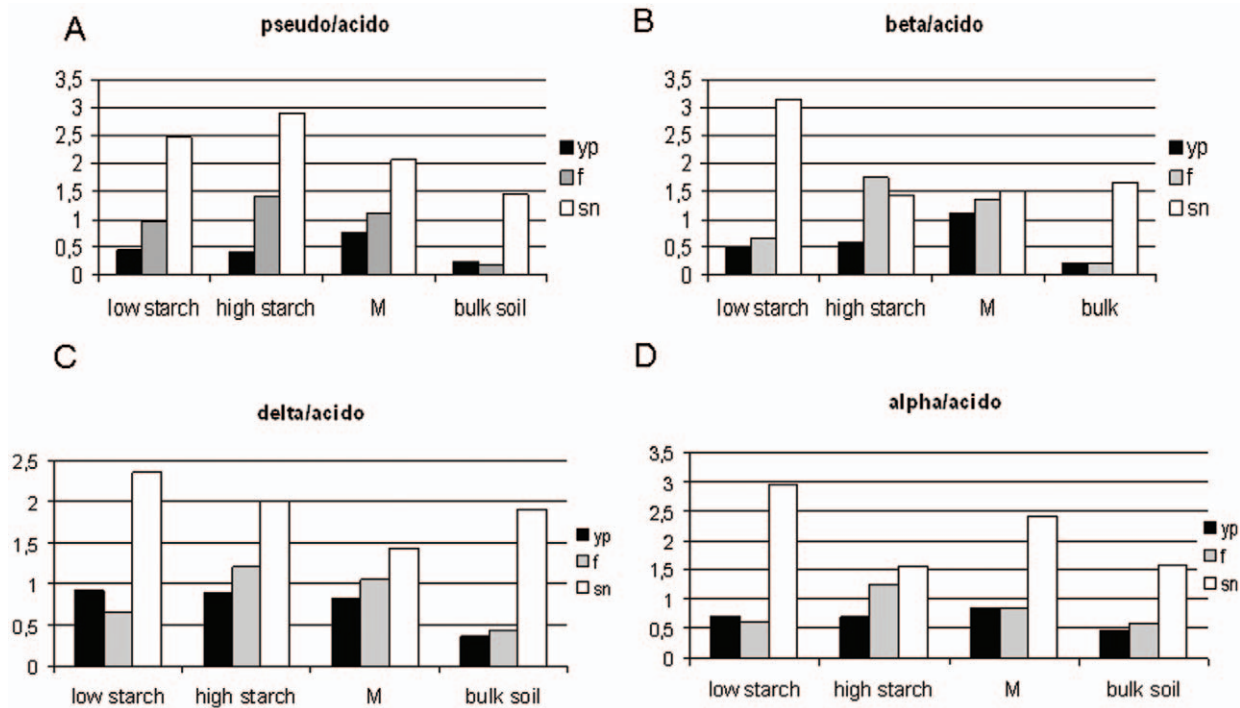 A
pseudo/acido
3,5
3
2,5
2
1,5
1
0,5
0
low starch high starch M bulk soil
yp
f
sn
B
beta/acido
3,5
3
2,5
2
1,5
1
0,5
0
low starch high starch M bulk
yp
f
sn
C
delta/acido
2,5
2
1,5
1
0,5
0
low starch high starch M bulk soil
yp
f
sn
D
alpha/acido
3,5
3
2,5
2
1,5
1
0,5
0
low starch high starch M bulk soil
yp
f
sn